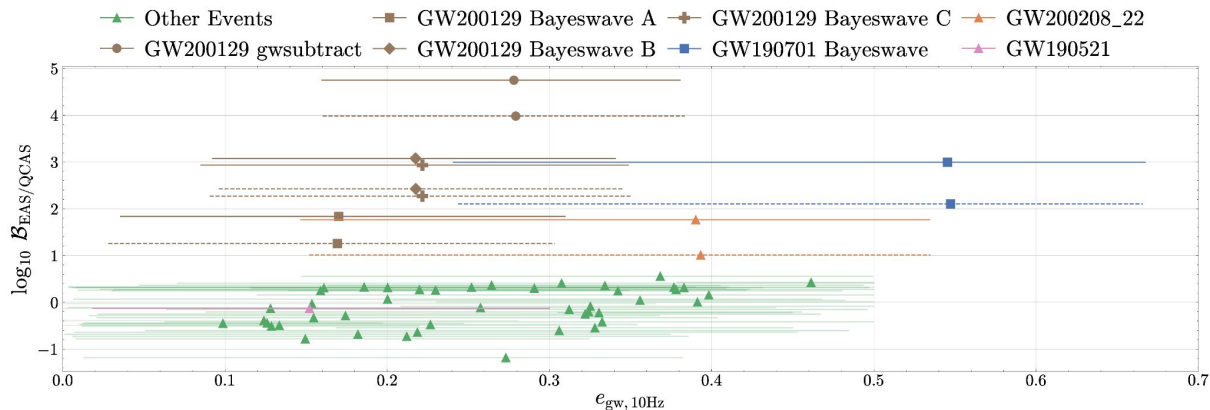 Other Events GW200129 Bayeswave A GW200129 Bayeswave C GW200208_22
GW200129 gwsubtract GW200129 Bayeswave B GW190701 Bayeswave GW190521
5
4
3
2
1
0
−1
log₁₀ ℬ_EAS/QCAS
0.0 0.1 0.2 0.3 0.4 0.5 0.6 0.7
e_gw, 10Hz